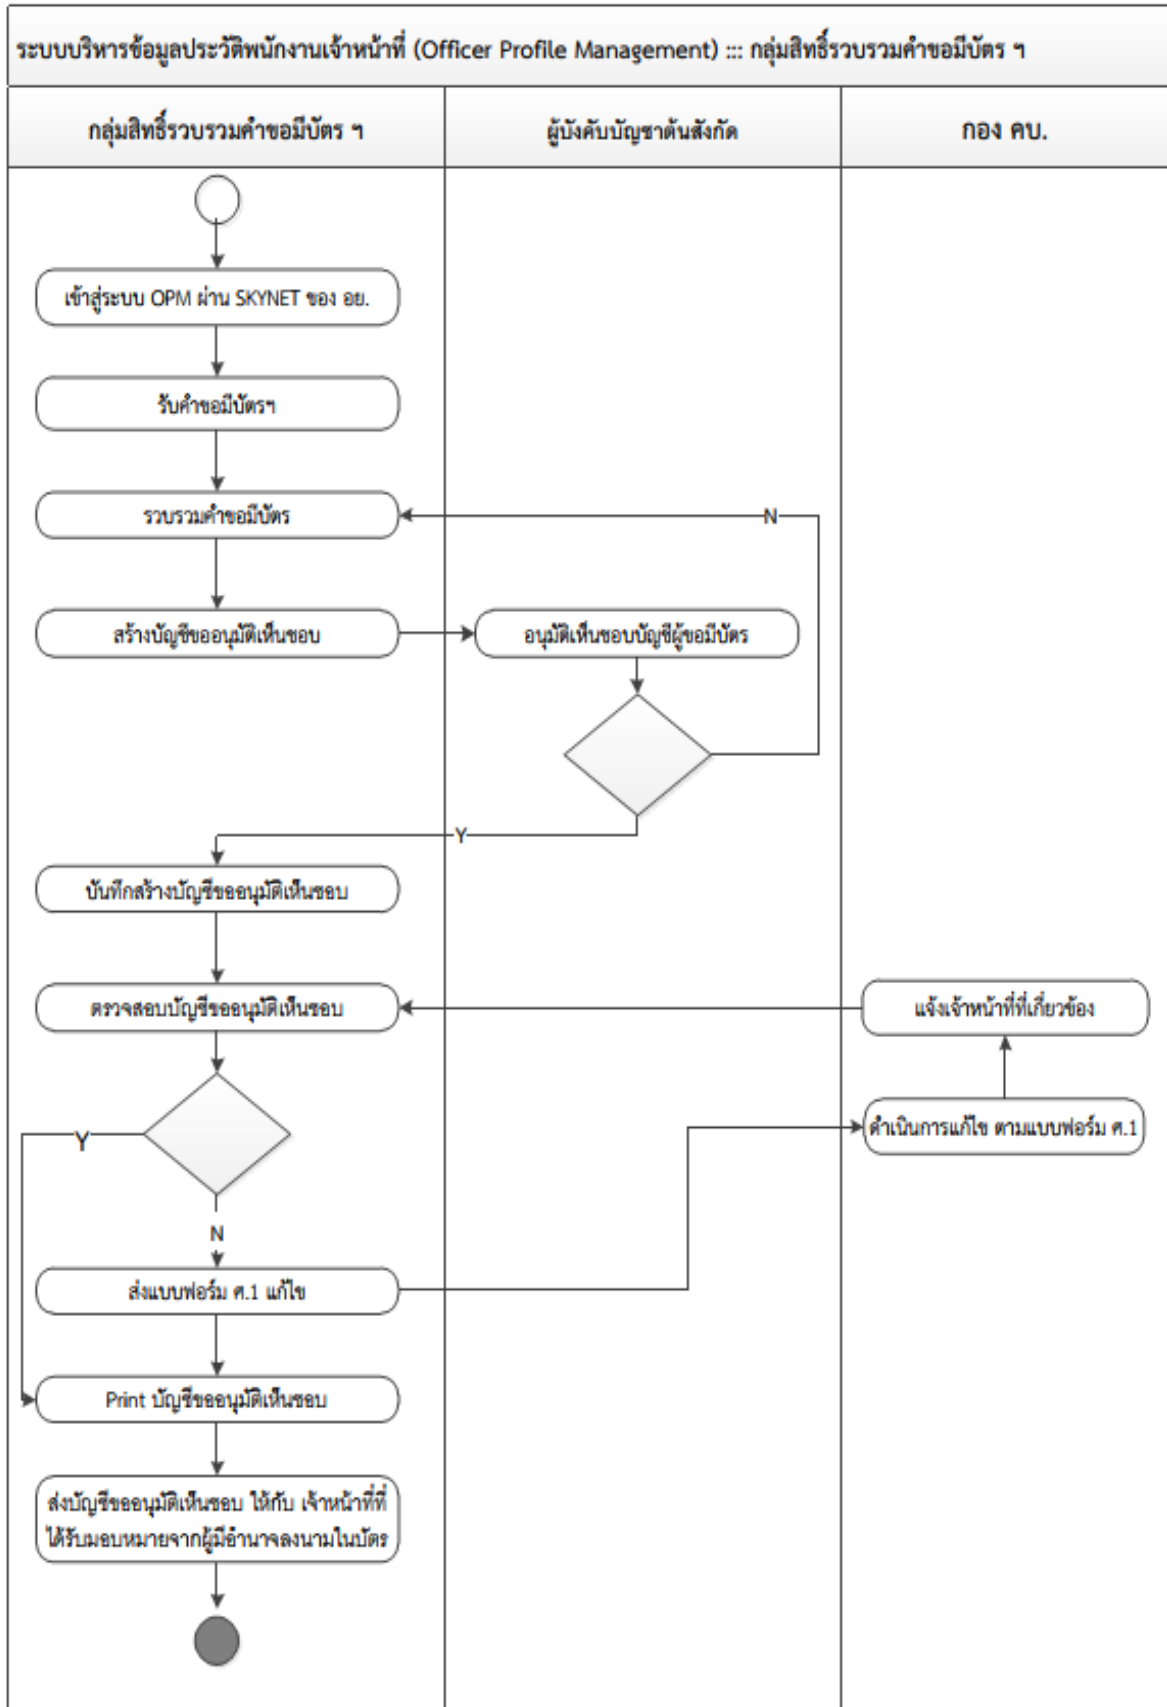 ระบบบริหารข้อมูลประวัติพนักงานเจ้าหน้าที่ (Officer Profile Management) ::: กลุ่มสิทธิ์รวบรวมคำขอมีบัตร ฯ
กลุ่มสิทธิ์รวบรวมคำขอมีบัตร ฯ
ผู้บังคับบัญชาต้นสังกัด
กอง คบ.
เข้าสู่ระบบ OPM ผ่าน SKYNET ของ อย.
รับคำขอมีบัตรฯ
รวบรวมคำขอมีบัตร
N
สร้างบัญชีขออนุมัติเห็นชอบ
อนุมัติเห็นชอบบัญชีผู้ขอมีบัตร
Y
บันทึกสร้างบัญชีขออนุมัติเห็นชอบ
ตรวจสอบบัญชีขออนุมัติเห็นชอบ
แจ้งเจ้าหน้าที่ที่เกี่ยวข้อง
ดำเนินการแก้ไข ตามแบบฟอร์ม ศ.1
Y
N
ส่งแบบฟอร์ม ศ.1 แก้ไข
Print บัญชีขออนุมัติเห็นชอบ
ส่งบัญชีขออนุมัติเห็นชอบ ให้กับ เจ้าหน้าที่ที่
ได้รับมอบหมายจากผู้มีอำนาจลงนามในบัตร